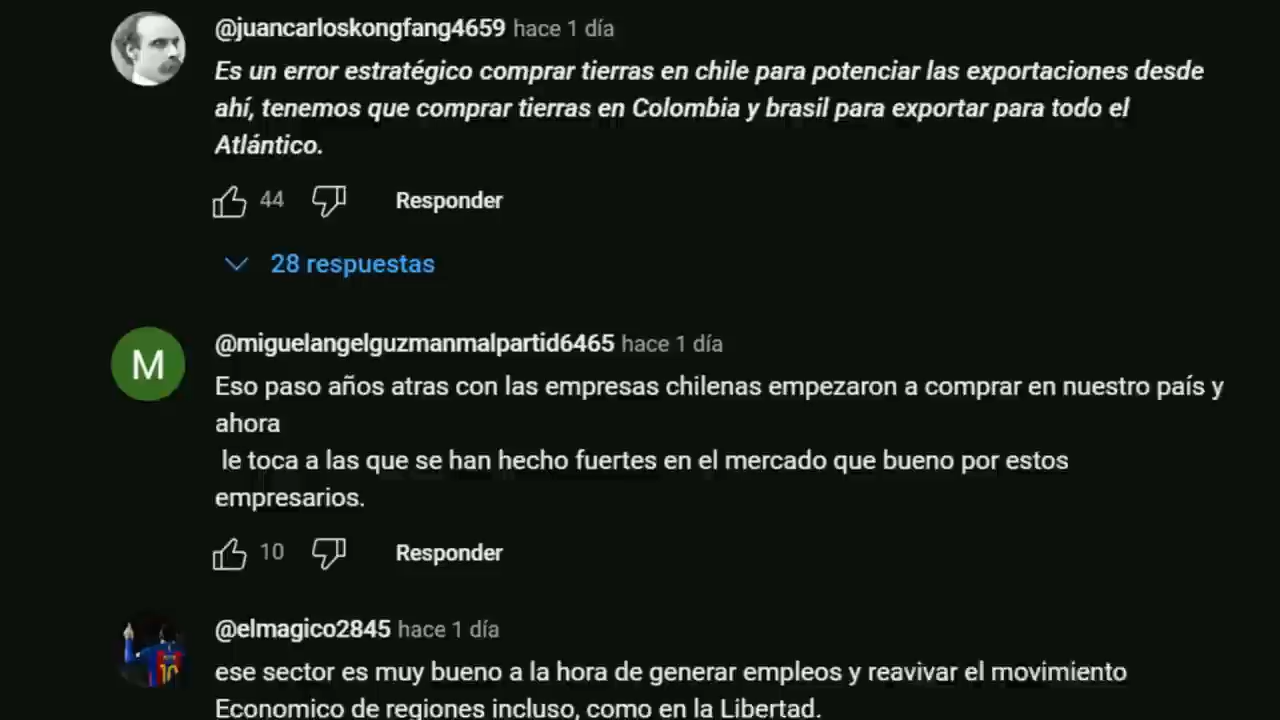 @juancarloskongfang4659 hace 1 día
Es un error estratégico comprar tierras en chile para potenciar las exportaciones desde
ahí, tenemos que comprar tierras en Colombia y brasil para exportar para todo el
Atlántico.
44 Responder
28 respuestas
M
@miguelangelguzmanmalpartid6465 hace 1 día
Eso paso años atras con las empresas chilenas empezaron a comprar en nuestro país y
ahora
le toca a las que se han hecho fuertes en el mercado que bueno por estos
empresarios.
10 Responder
@elmagico2845 hace 1 día
ese sector es muy bueno a la hora de generar empleos y reavivar el movimiento
Economico de regiones incluso, como en la Libertad.